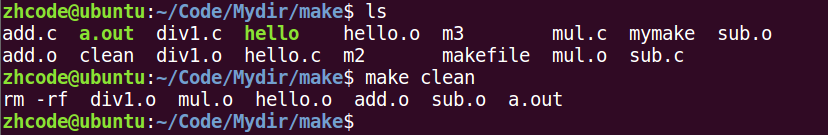 zhcode@ubuntu:~/Code/Mydir/make$ ls
add.c  a.out  div1.c  hello    hello.o  m3        mul.c  mymake  sub.o
add.o  clean  div1.o  hello.c  m2       makefile  mul.o  sub.c
zhcode@ubuntu:~/Code/Mydir/make$ make clean
rm -rf  div1.o  mul.o  hello.o  add.o  sub.o  a.out
zhcode@ubuntu:~/Code/Mydir/make$